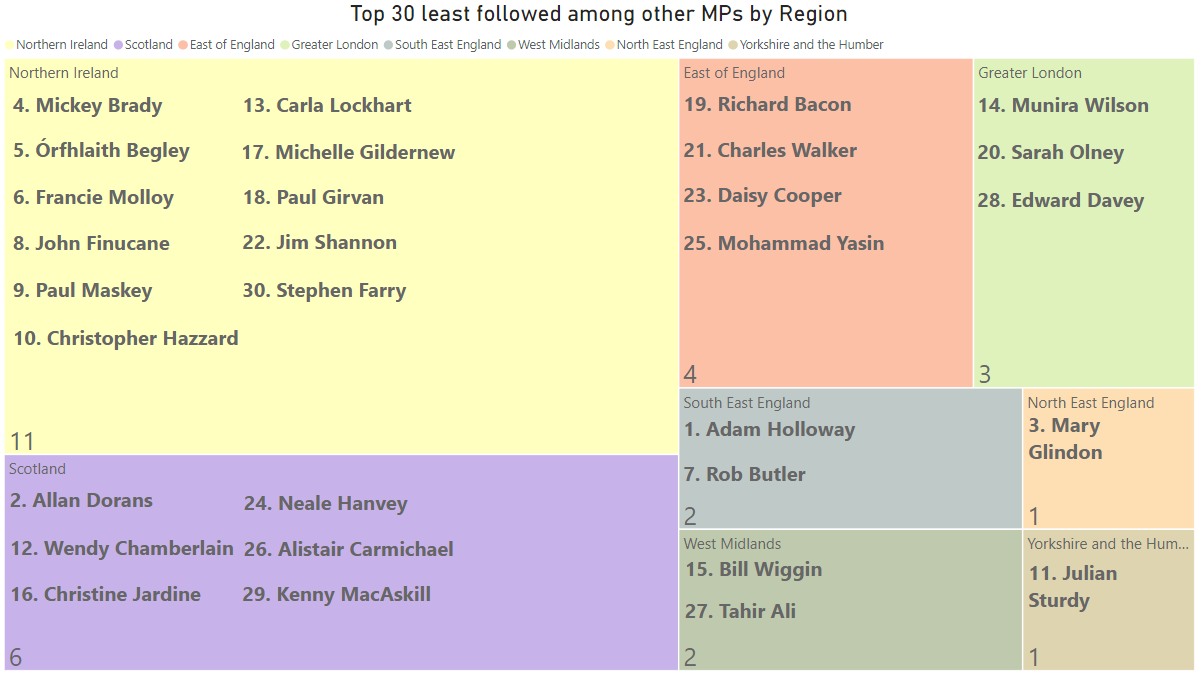 Top 30 least followed among other MPs by Region
Northern Ireland Scotland East of England Greater London South East England West Midlands North East England Yorkshire and the Humber
Northern Ireland
4. Mickey Brady
5. Órfhlaith Begley
6. Francie Molloy
8. John Finucane
9. Paul Maskey
10. Christopher Hazzard
13. Carla Lockhart
17. Michelle Gildernew
18. Paul Girvan
22. Jim Shannon
30. Stephen Farry
11
Scotland
2. Allan Dorans
12. Wendy Chamberlain
16. Christine Jardine
24. Neale Hanvey
26. Alistair Carmichael
29. Kenny MacAskill
6
East of England
19. Richard Bacon
21. Charles Walker
23. Daisy Cooper
25. Mohammad Yasin
4
Greater London
14. Munira Wilson
20. Sarah Olney
28. Edward Davey
3
South East England
1. Adam Holloway
7. Rob Butler
2
North East England
3. Mary
Glindon
1
West Midlands
15. Bill Wiggin
27. Tahir Ali
2
Yorkshire and the Hum...
11. Julian
Sturdy
1